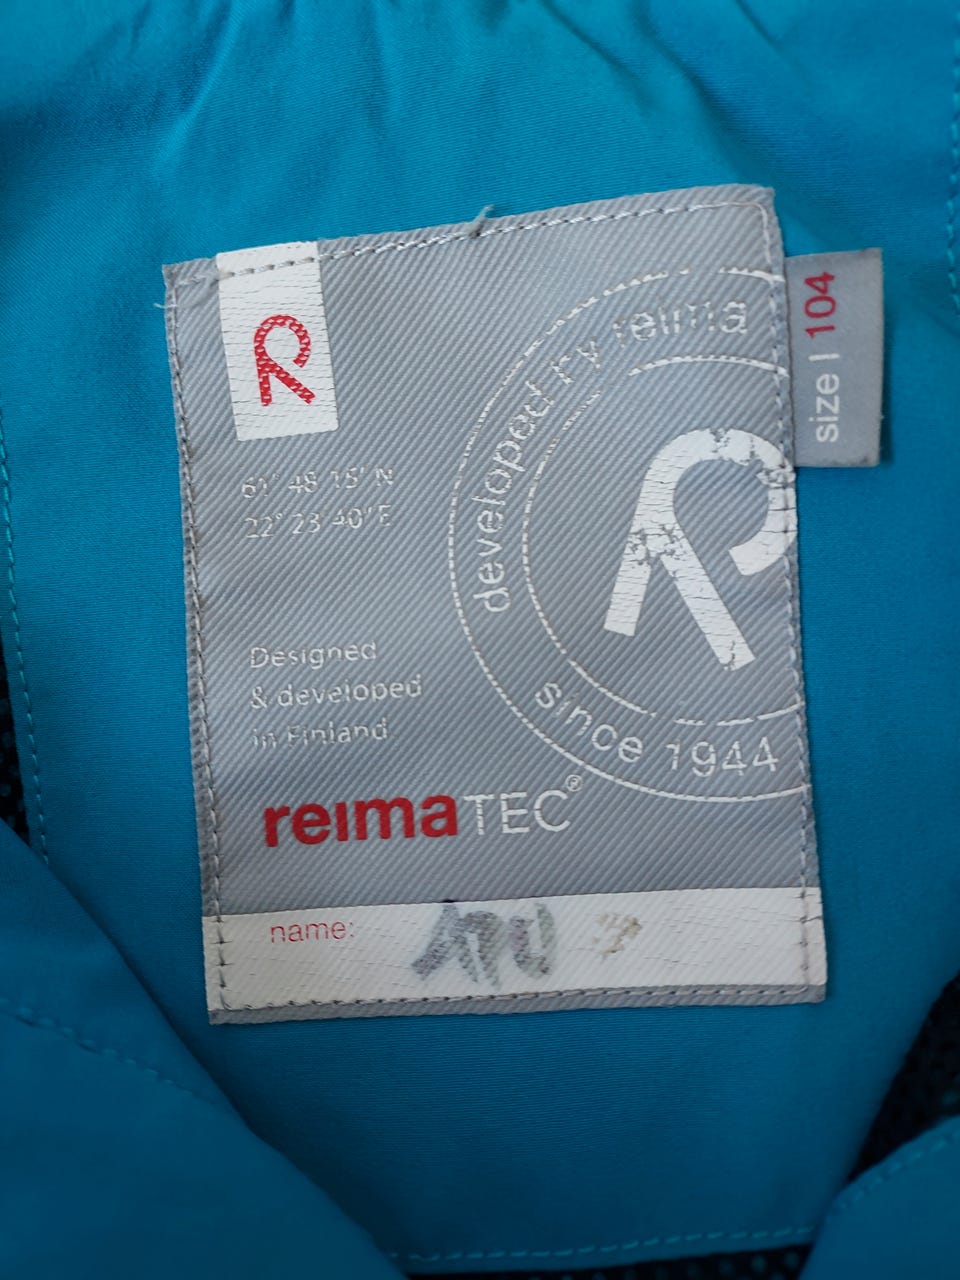 size | 104
developed by reima
since 1944
61° 48' 15" N
22° 23' 40" E
Designed
& developed
in Finland
reimaTEC®
name: